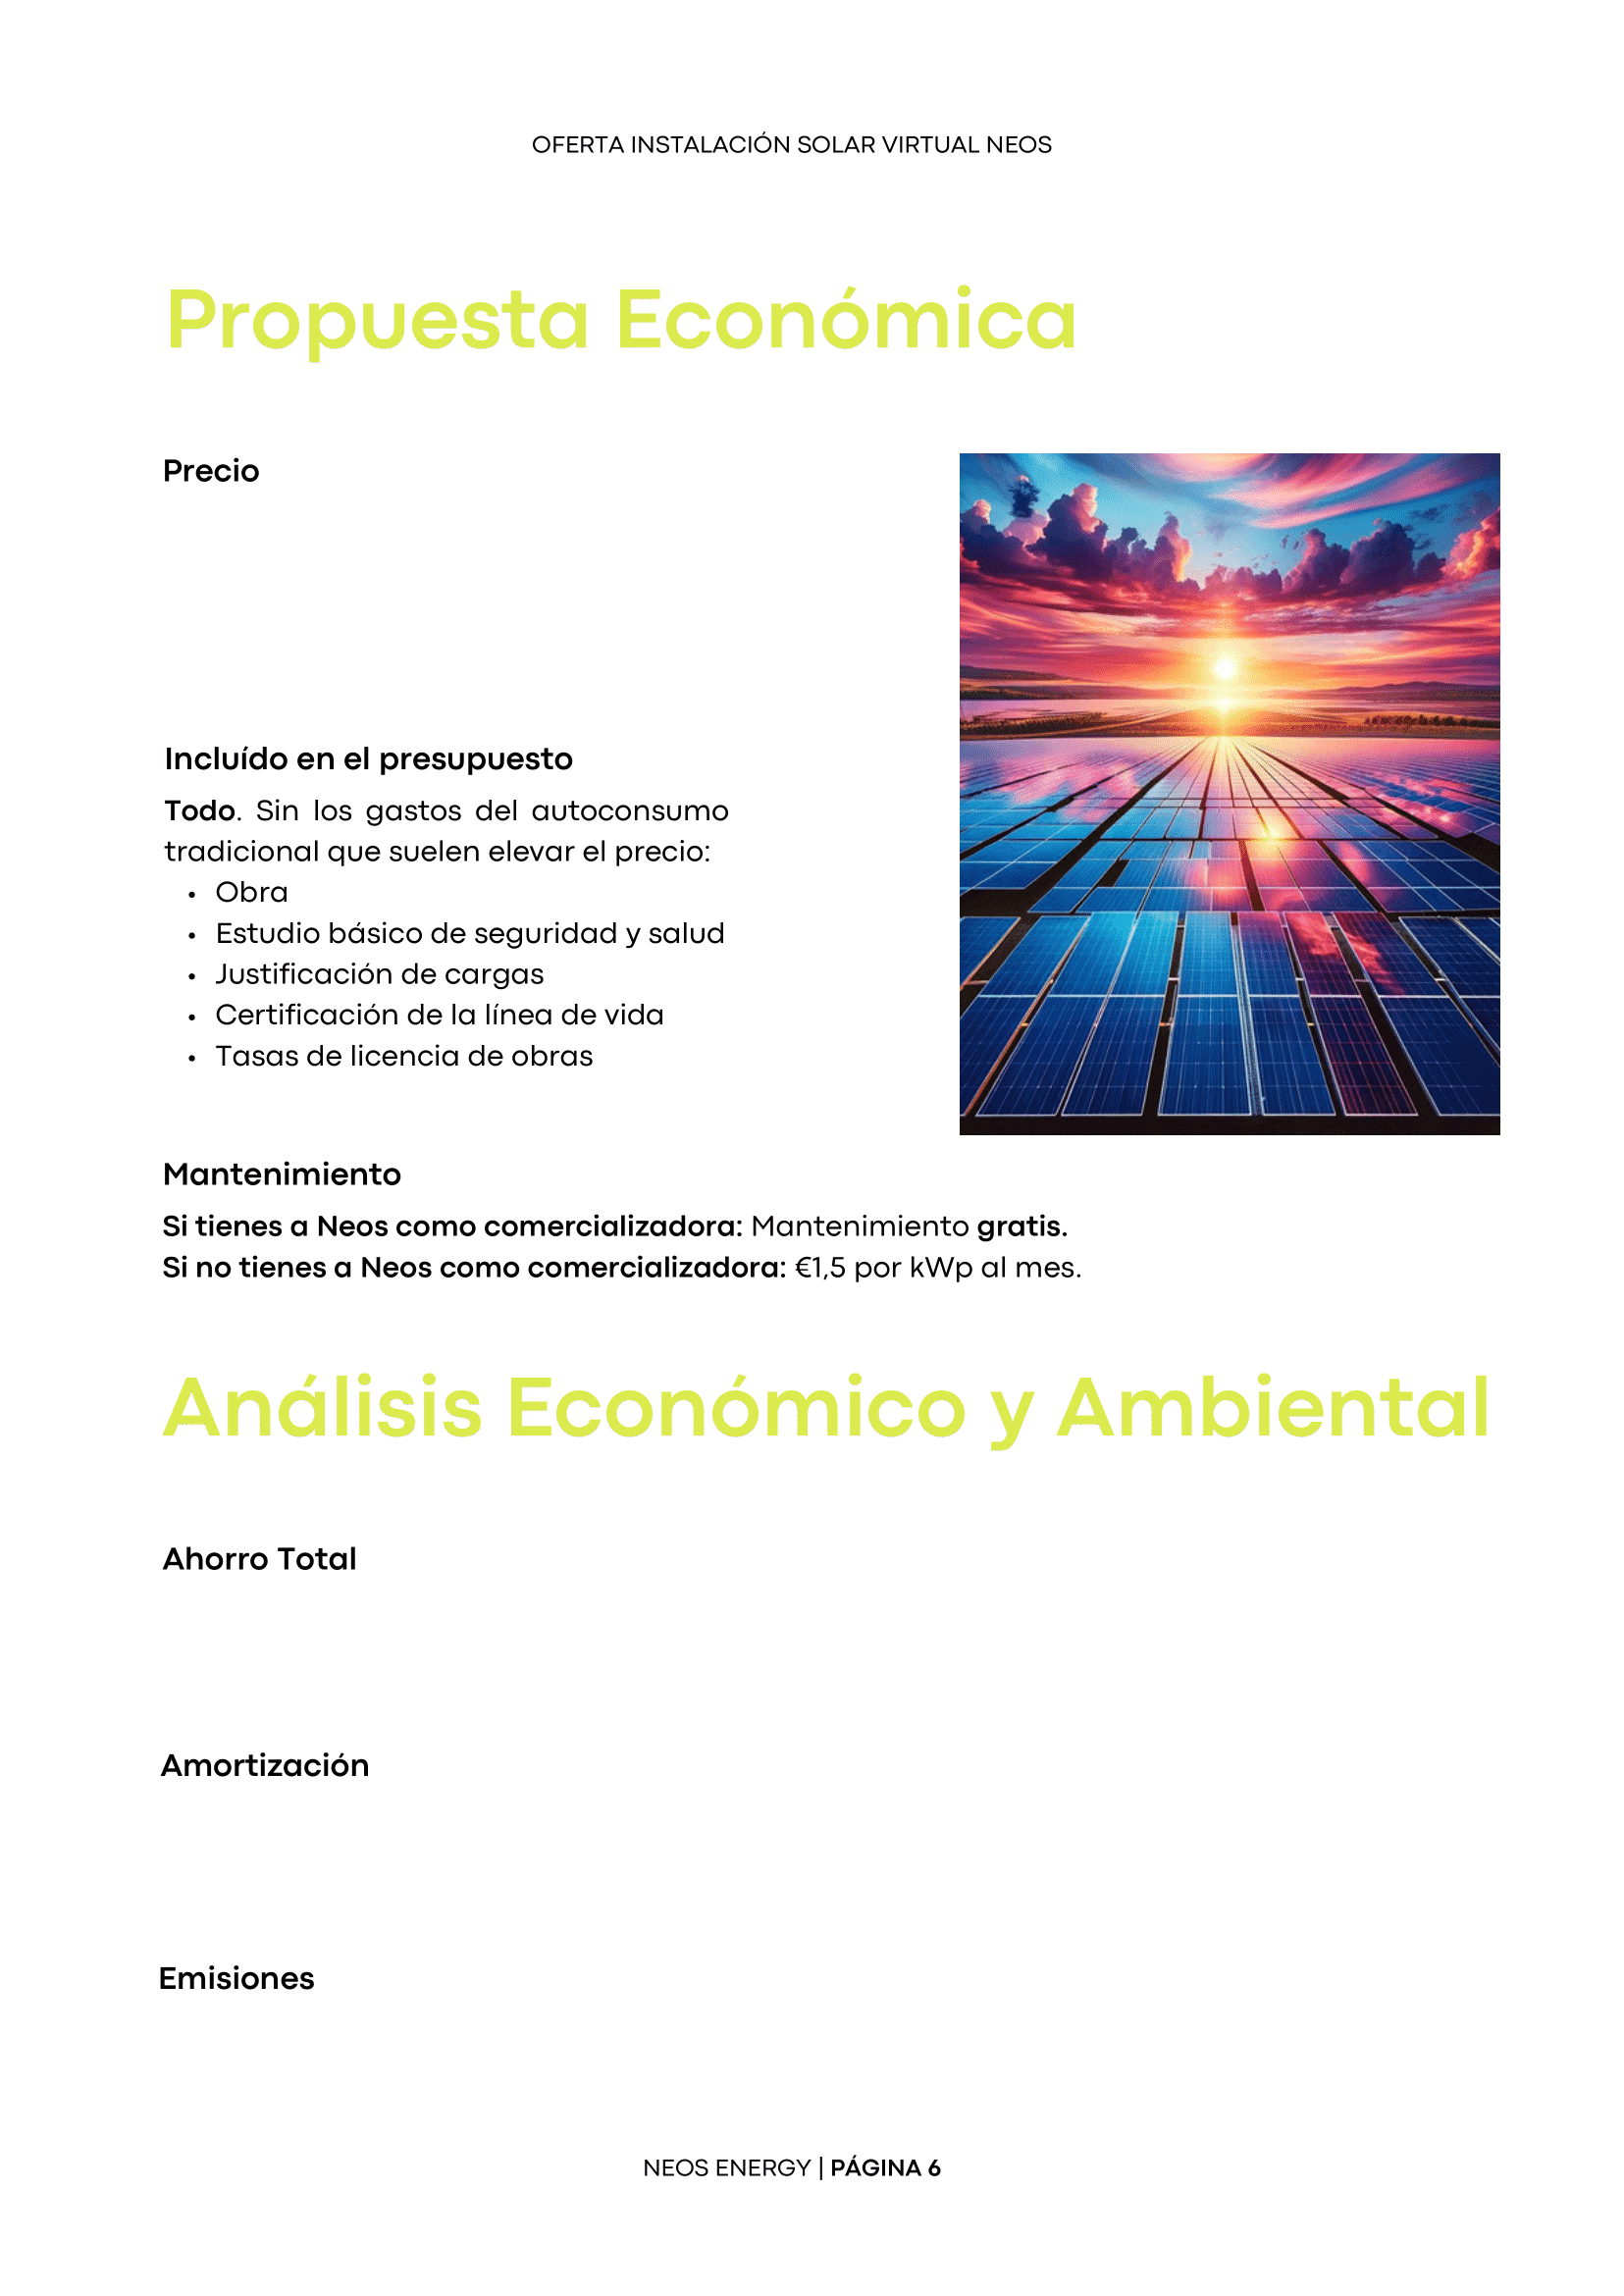 OFERTA INSTALACIÓN SOLAR VIRTUAL NEOS
Propuesta Económica
Precio
Incluído en el presupuesto
Todo. Sin los gastos del autoconsumo
tradicional que suelen elevar el precio:
• Obra
• Estudio básico de seguridad y salud
• Justificación de cargas
• Certificación de la línea de vida
• Tasas de licencia de obras
Mantenimiento
Si tienes a Neos como comercializadora: Mantenimiento gratis.
Si no tienes a Neos como comercializadora: €1,5 por kWp al mes.
Análisis Económico y Ambiental
Ahorro Total
Amortización
Emisiones
NEOS ENERGY | PÁGINA 6